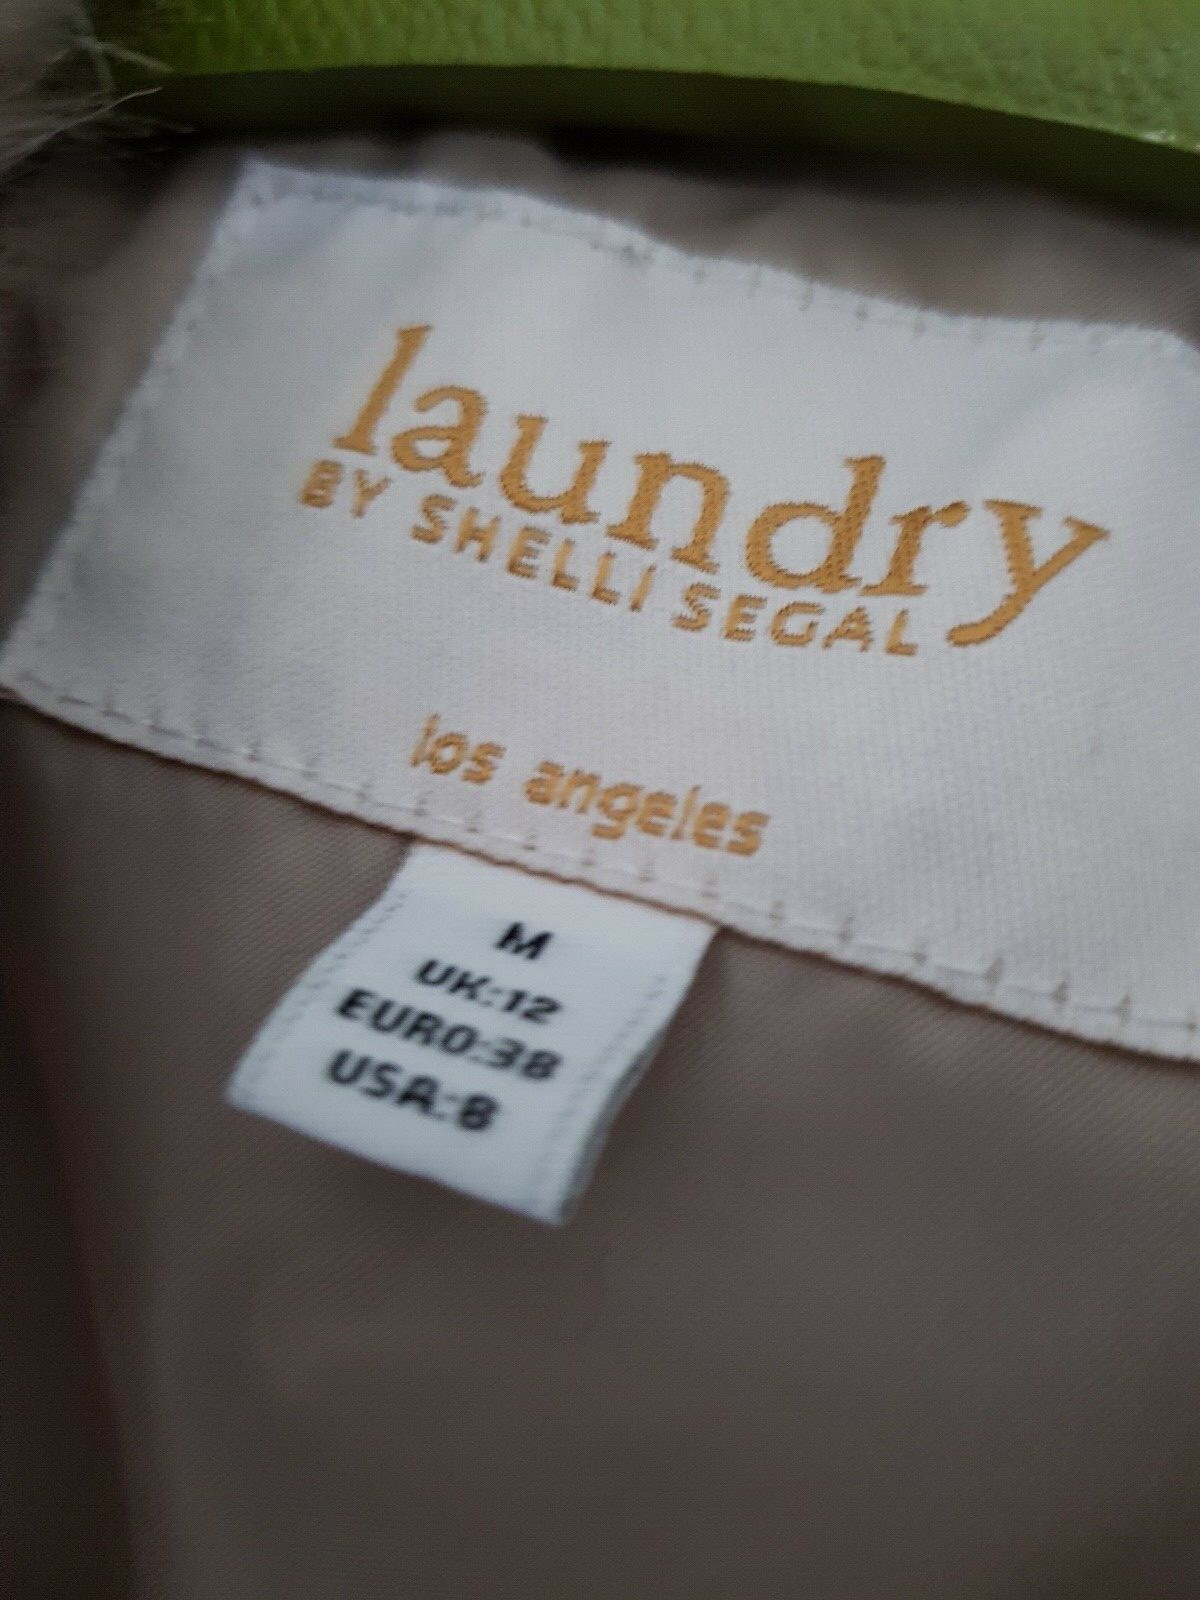 laundry
BY SHELLI SEGAL
los angeles
M
UK:12
EURO:38
USA:8